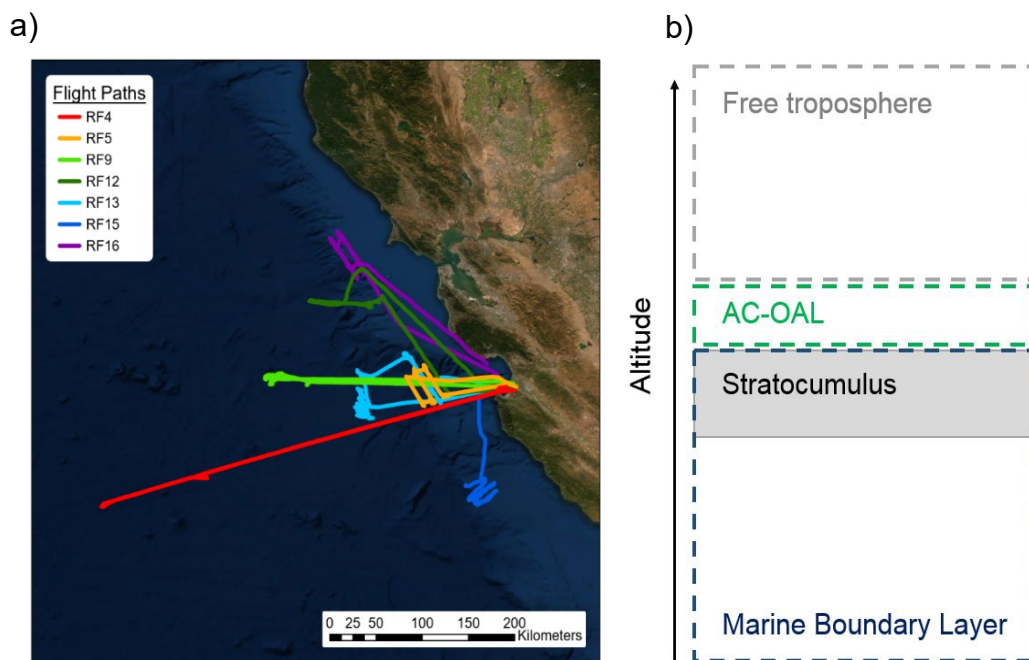 a)
Flight Paths
RF4
RF5
RF9
RF12
RF13
RF15
RF16
0 25 50 100 150 200
Kilometers
b)
Altitude
Free troposphere
AC-OAL
Stratocumulus
Marine Boundary Layer